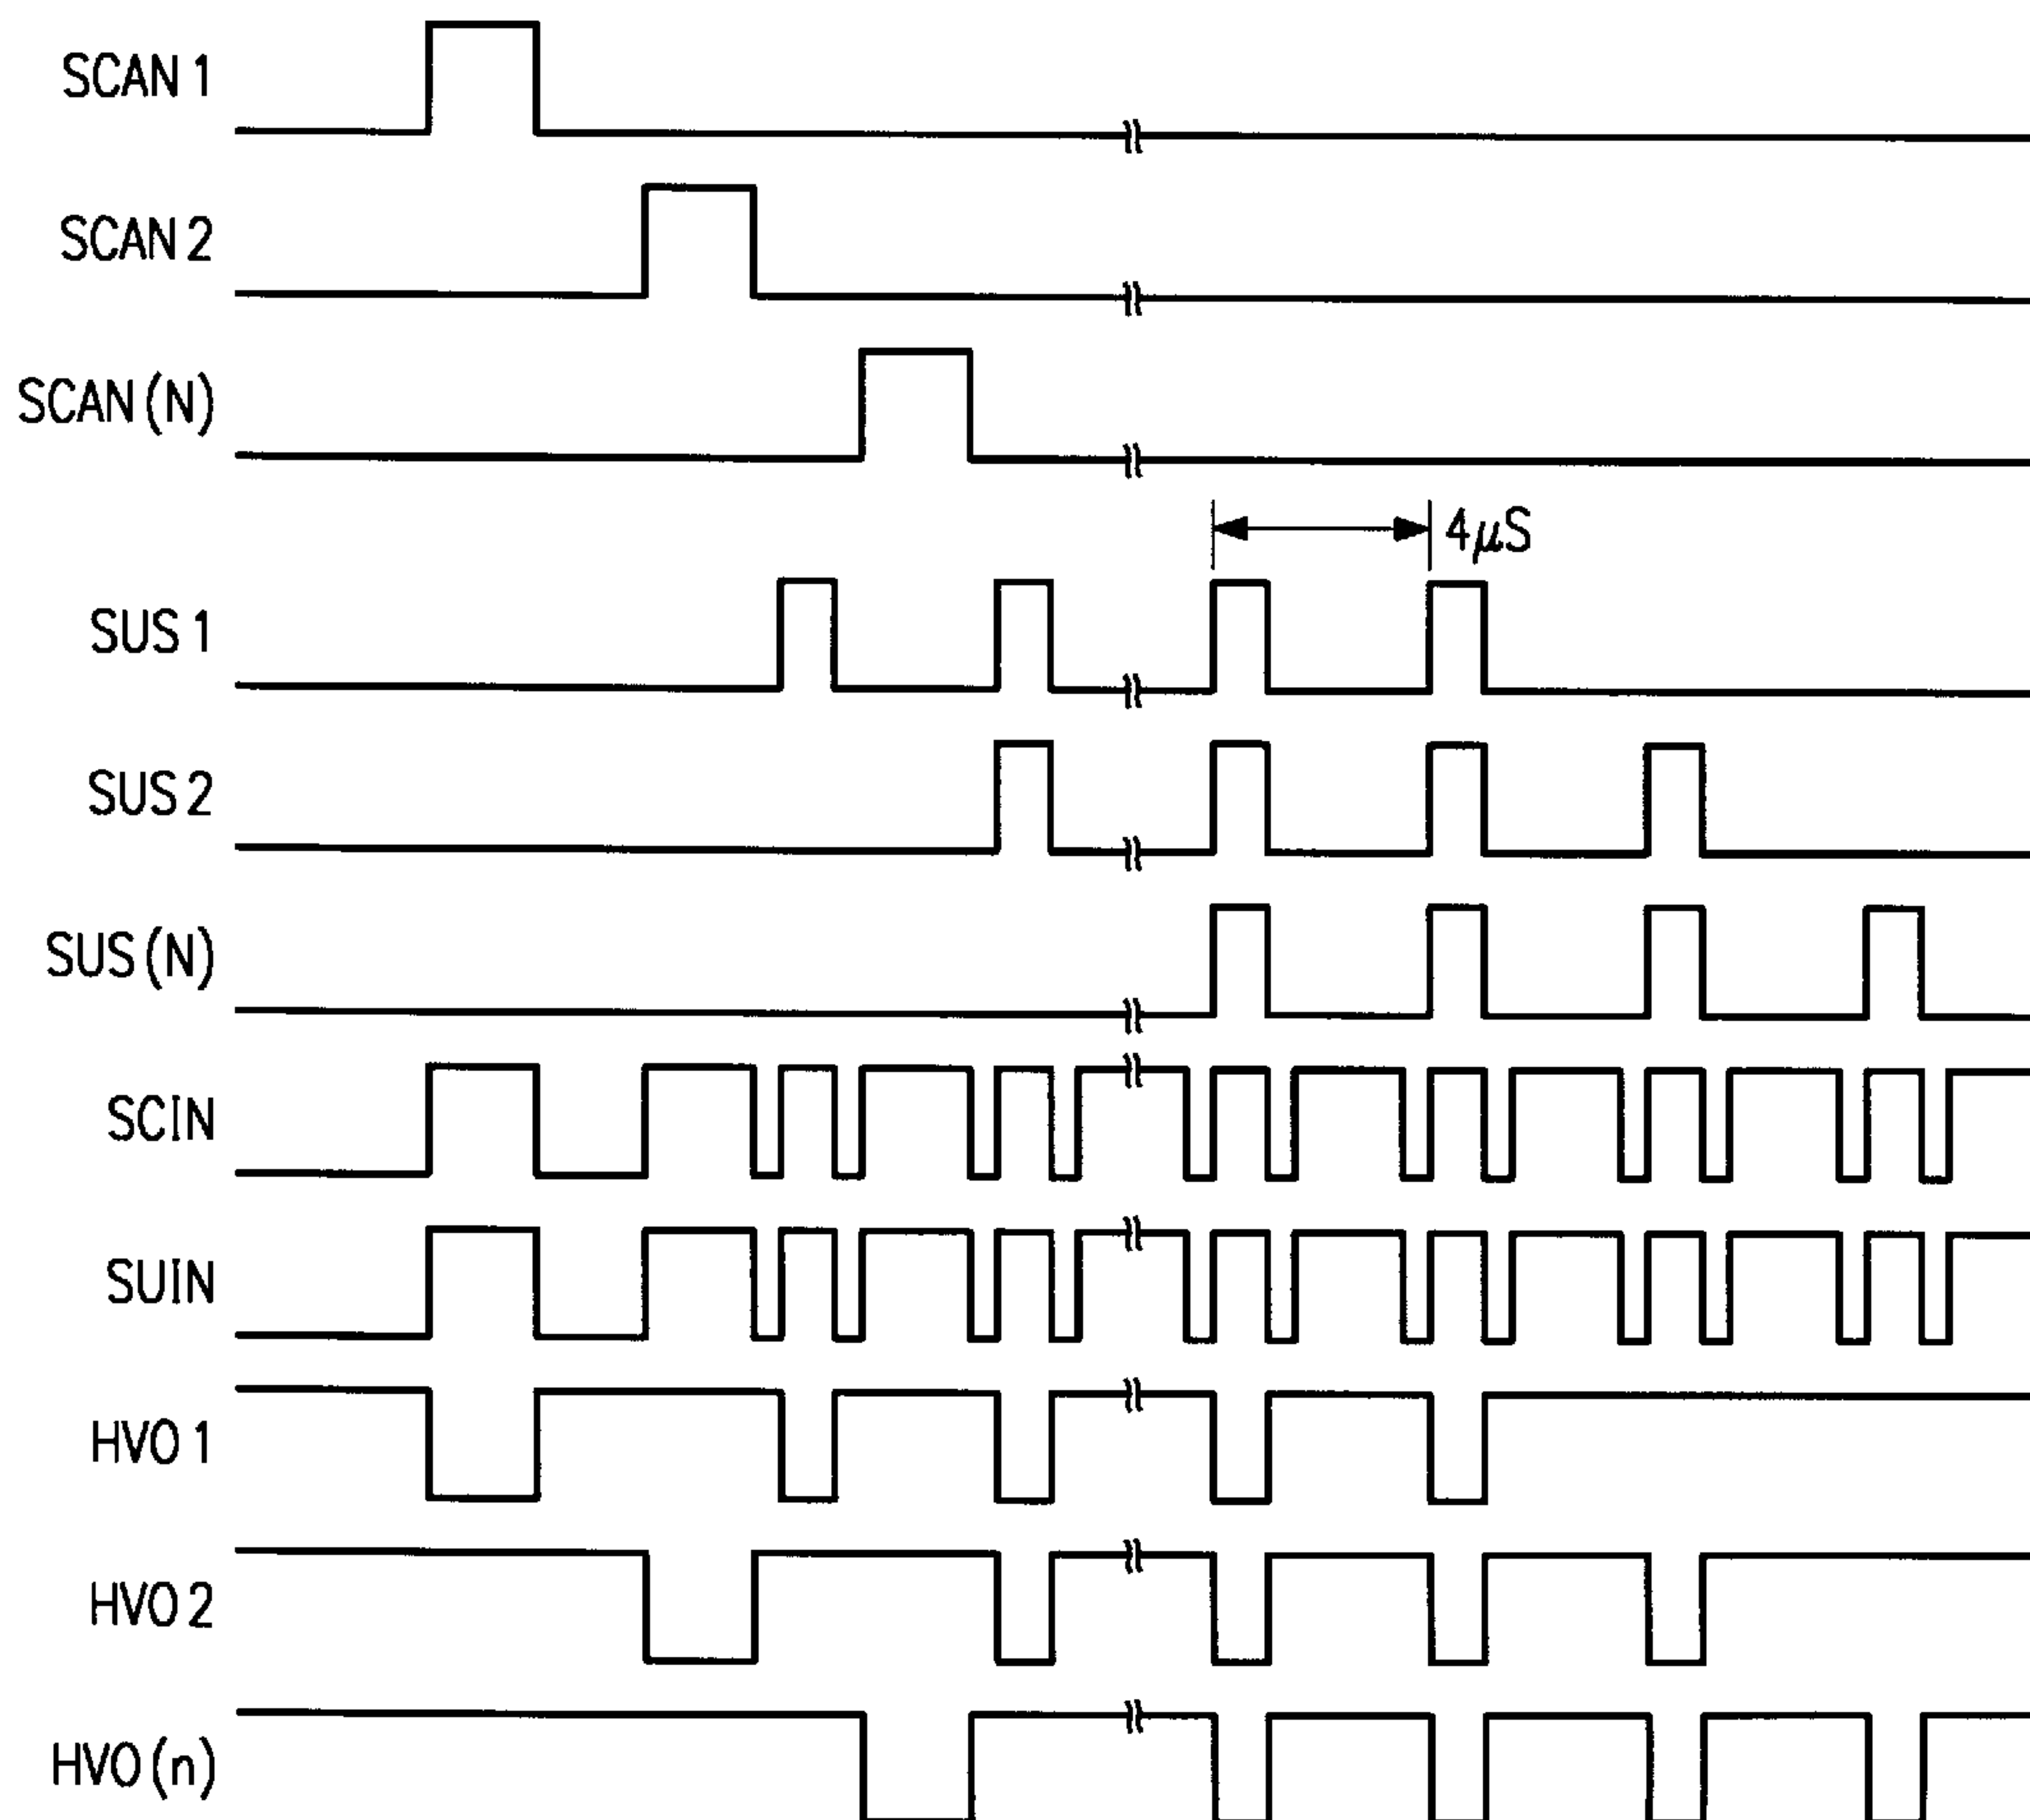 SCAN 1
SCAN 2
SCAN (N)
4μS
SUS 1
SUS 2
SUS (N)
SCIN
SUIN
HVO 1
HVO 2
HVO (n)